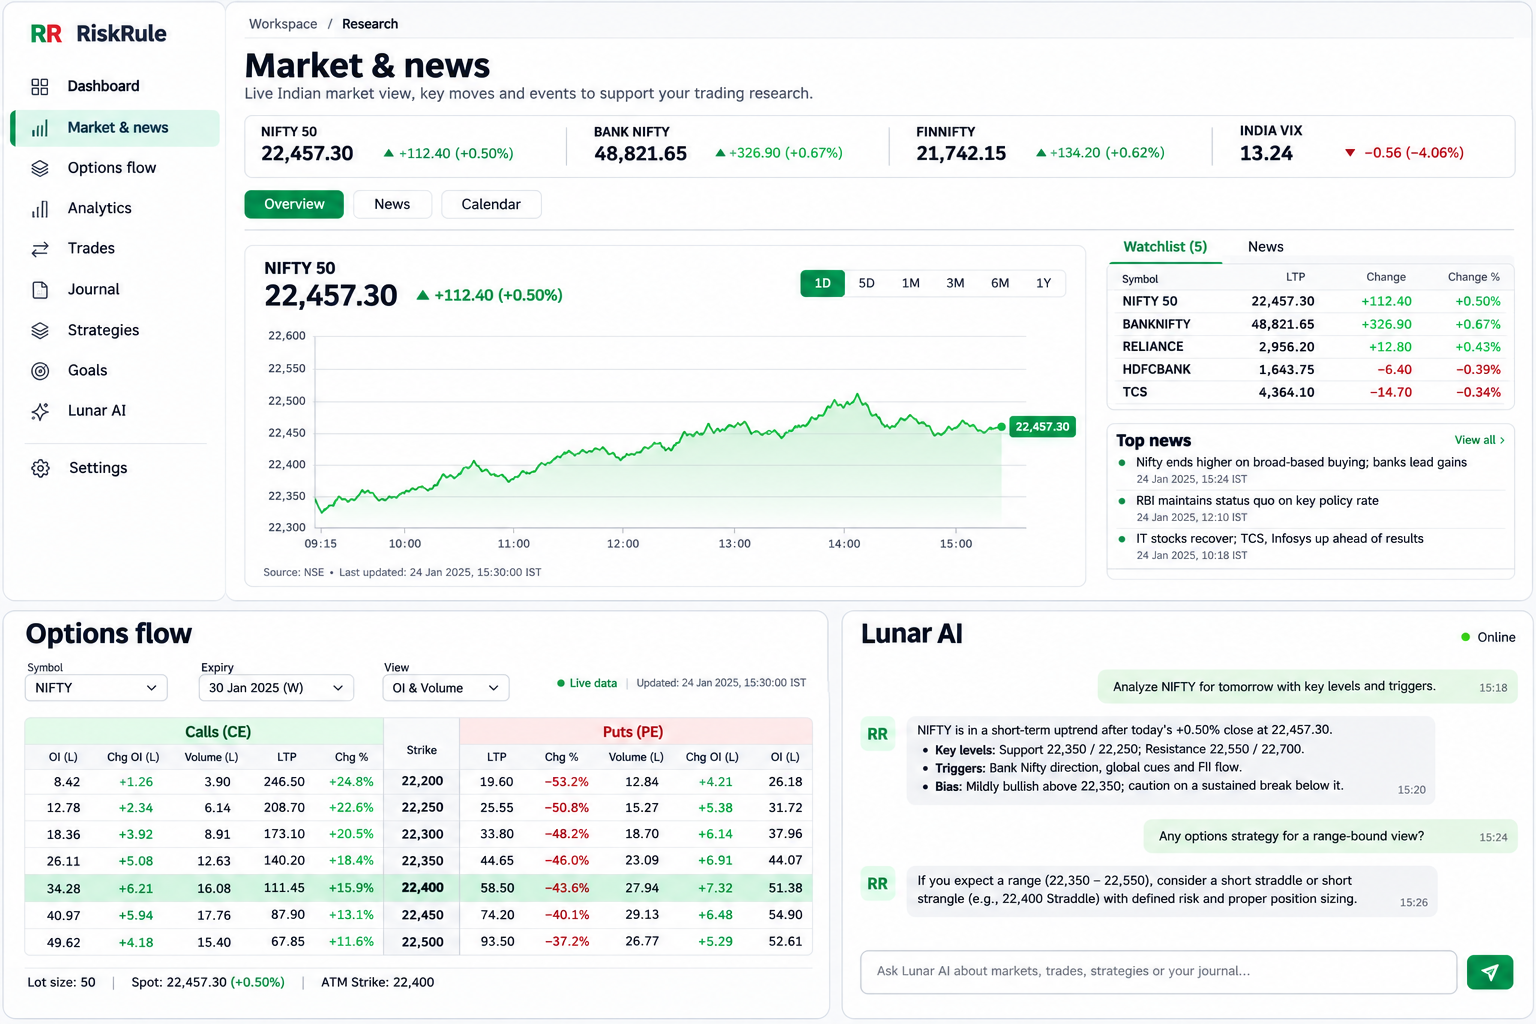 RR RiskRule
Dashboard
Market & news
Options flow
Analytics
Trades
Journal
Strategies
Goals
Lunar AI
Settings
Workspace / Research
Market & news
Live Indian market view, key moves and events to support your trading research.
NIFTY 50
22,457.30 ▲ +112.40 (+0.50%)
BANK NIFTY
48,821.65 ▲ +326.90 (+0.67%)
FINNIFTY
21,742.15 ▲ +134.20 (+0.62%)
INDIA VIX
13.24 ▼ −0.56 (−4.06%)
Overview News Calendar
NIFTY 50
22,457.30 ▲ +112.40 (+0.50%)
1D 5D 1M 3M 6M 1Y
22,600
22,550
22,500
22,450
22,400
22,350
22,300
22,457.30
09:15 10:00 11:00 12:00 13:00 14:00 15:00
Source: NSE • Last updated: 24 Jan 2025, 15:30:00 IST
Watchlist (5) News
Symbol LTP Change Change %
NIFTY 50 22,457.30 +112.40 +0.50%
BANKNIFTY 48,821.65 +326.90 +0.67%
RELIANCE 2,956.20 +12.80 +0.43%
HDFCBANK 1,643.75 −6.40 −0.39%
TCS 4,364.10 −14.70 −0.34%
Top news View all ›
• Nifty ends higher on broad-based buying; banks lead gains
24 Jan 2025, 15:24 IST
• RBI maintains status quo on key policy rate
24 Jan 2025, 12:10 IST
• IT stocks recover; TCS, Infosys up ahead of results
24 Jan 2025, 10:18 IST
Options flow
Symbol Expiry View
NIFTY 30 Jan 2025 (W) OI & Volume
• Live data | Updated: 24 Jan 2025, 15:30:00 IST
Calls (CE) Strike Puts (PE)
OI (L) Chg OI (L) Volume (L) LTP Chg % LTP Chg % Volume (L) Chg OI (L) OI (L)
8.42 +1.26 3.90 246.50 +24.8% 22,200 19.60 −53.2% 12.84 +4.21 26.18
12.78 +2.34 6.14 208.70 +22.6% 22,250 25.55 −50.8% 15.27 +5.38 31.72
18.36 +3.92 8.91 173.10 +20.5% 22,300 33.80 −48.2% 18.70 +6.14 37.96
26.11 +5.08 12.63 140.20 +18.4% 22,350 44.65 −46.0% 23.09 +6.91 44.07
34.28 +6.21 16.08 111.45 +15.9% 22,400 58.50 −43.6% 27.94 +7.32 51.38
40.97 +5.94 17.76 87.90 +13.1% 22,450 74.20 −40.1% 29.13 +6.48 54.90
49.62 +4.18 15.40 67.85 +11.6% 22,500 93.50 −37.2% 26.77 +5.29 52.61
Lot size: 50 | Spot: 22,457.30 (+0.50%) | ATM Strike: 22,400
Lunar AI
Online
Analyze NIFTY for tomorrow with key levels and triggers. 15:18
RR
NIFTY is in a short-term uptrend after today's +0.50% close at 22,457.30.
• Key levels: Support 22,350 / 22,250; Resistance 22,550 / 22,700.
• Triggers: Bank Nifty direction, global cues and FII flow.
• Bias: Mildly bullish above 22,350; caution on a sustained break below it. 15:20
Any options strategy for a range-bound view? 15:24
RR
If you expect a range (22,350 – 22,550), consider a short straddle or short
strangle (e.g., 22,400 Straddle) with defined risk and proper position sizing. 15:26
Ask Lunar AI about markets, trades, strategies or your journal...